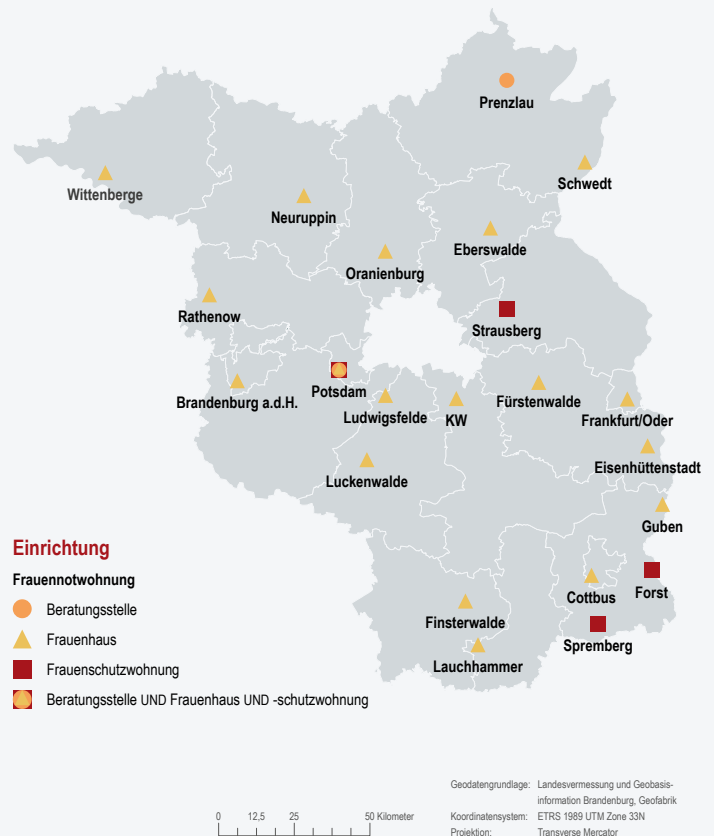 Prenzlau
Schwedt
Wittenberge
Neuruppin
Eberswalde
Oranienburg
Rathenow
Strausberg
Potsdam
Brandenburg a.d.H.
Ludwigsfelde
KW
Fürstenwalde
Frankfurt/Oder
Eisenhüttenstadt
Luckenwalde
Guben
Forst
Cottbus
Finsterwalde
Spremberg
Lauchhammer
Einrichtung
Frauennotwohnung
Beratungsstelle
Frauenhaus
Frauenschutzwohnung
Beratungsstelle UND Frauenhaus UND -schutzwohnung
0 12,5 25 50 Kilometer
Geodatengrundlage: Landesvermessung und Geobasis-
information Brandenburg, Geofabrik
Koordinatensystem: ETRS 1989 UTM Zone 33N
Projektion: Transverse Mercator